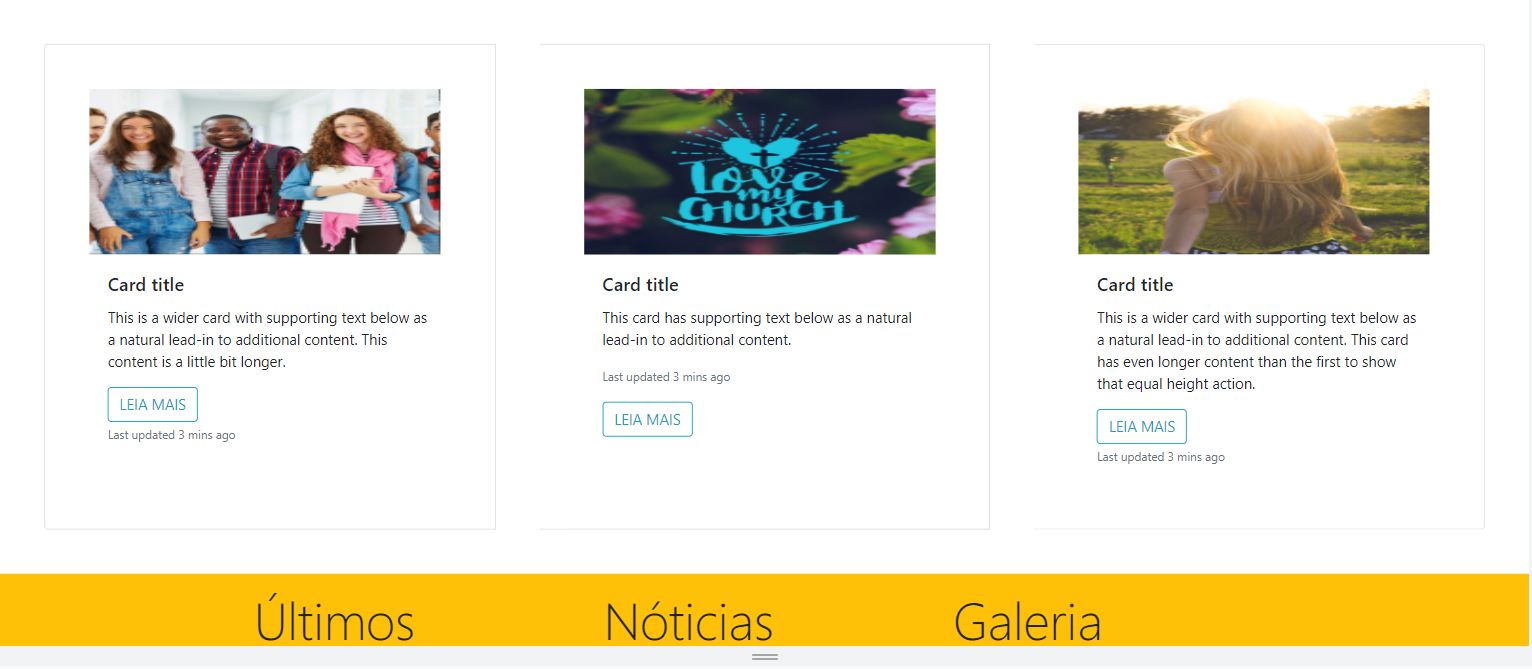 LOVE
my
CHURCH
Card title
This is a wider card with supporting text below as
a natural lead-in to additional content. This
content is a little bit longer.
LEIA MAIS
Last updated 3 mins ago
Card title
This card has supporting text below as a natural
lead-in to additional content.
Last updated 3 mins ago
LEIA MAIS
Card title
This is a wider card with supporting text below as
a natural lead-in to additional content. This card
has even longer content than the first to show
that equal height action.
LEIA MAIS
Last updated 3 mins ago
Últimos
Nóticias
Galeria